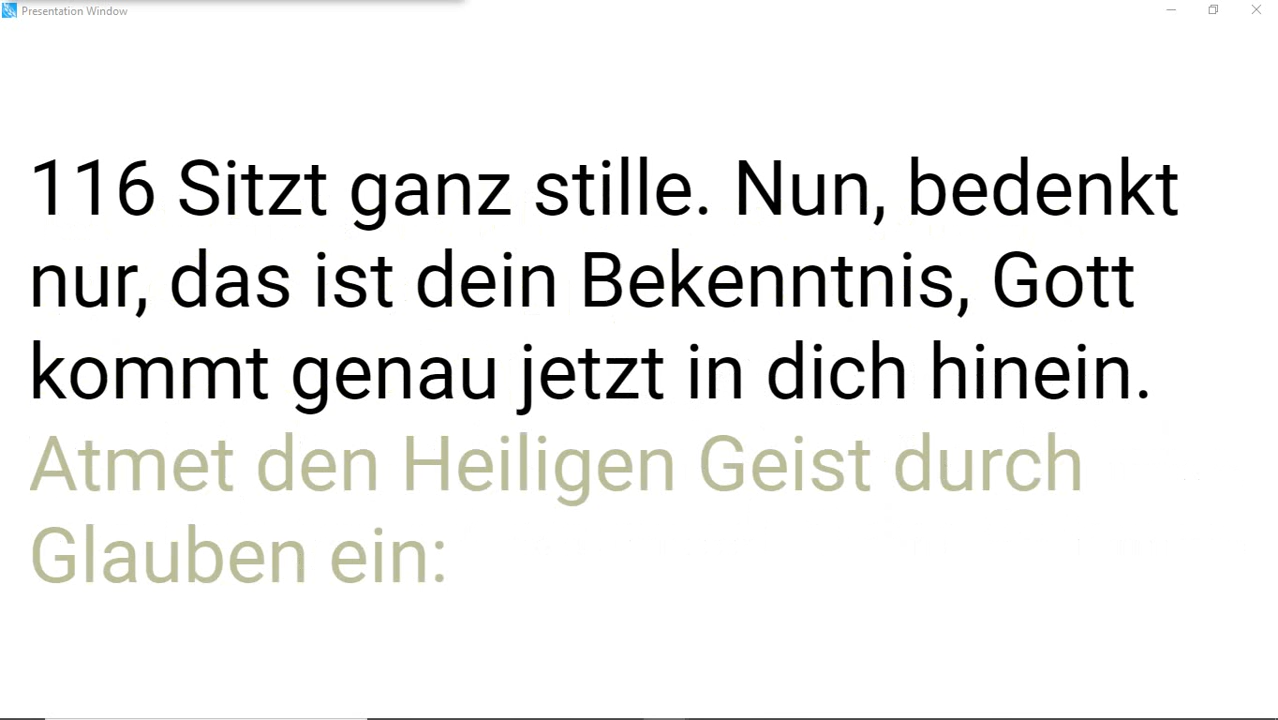 Presentation Window
116 Sitzt ganz stille. Nun, bedenkt
nur, das ist dein Bekenntnis, Gott
kommt genau jetzt in dich hinein.
Atmet den Heiligen Geist durch
Glauben ein: